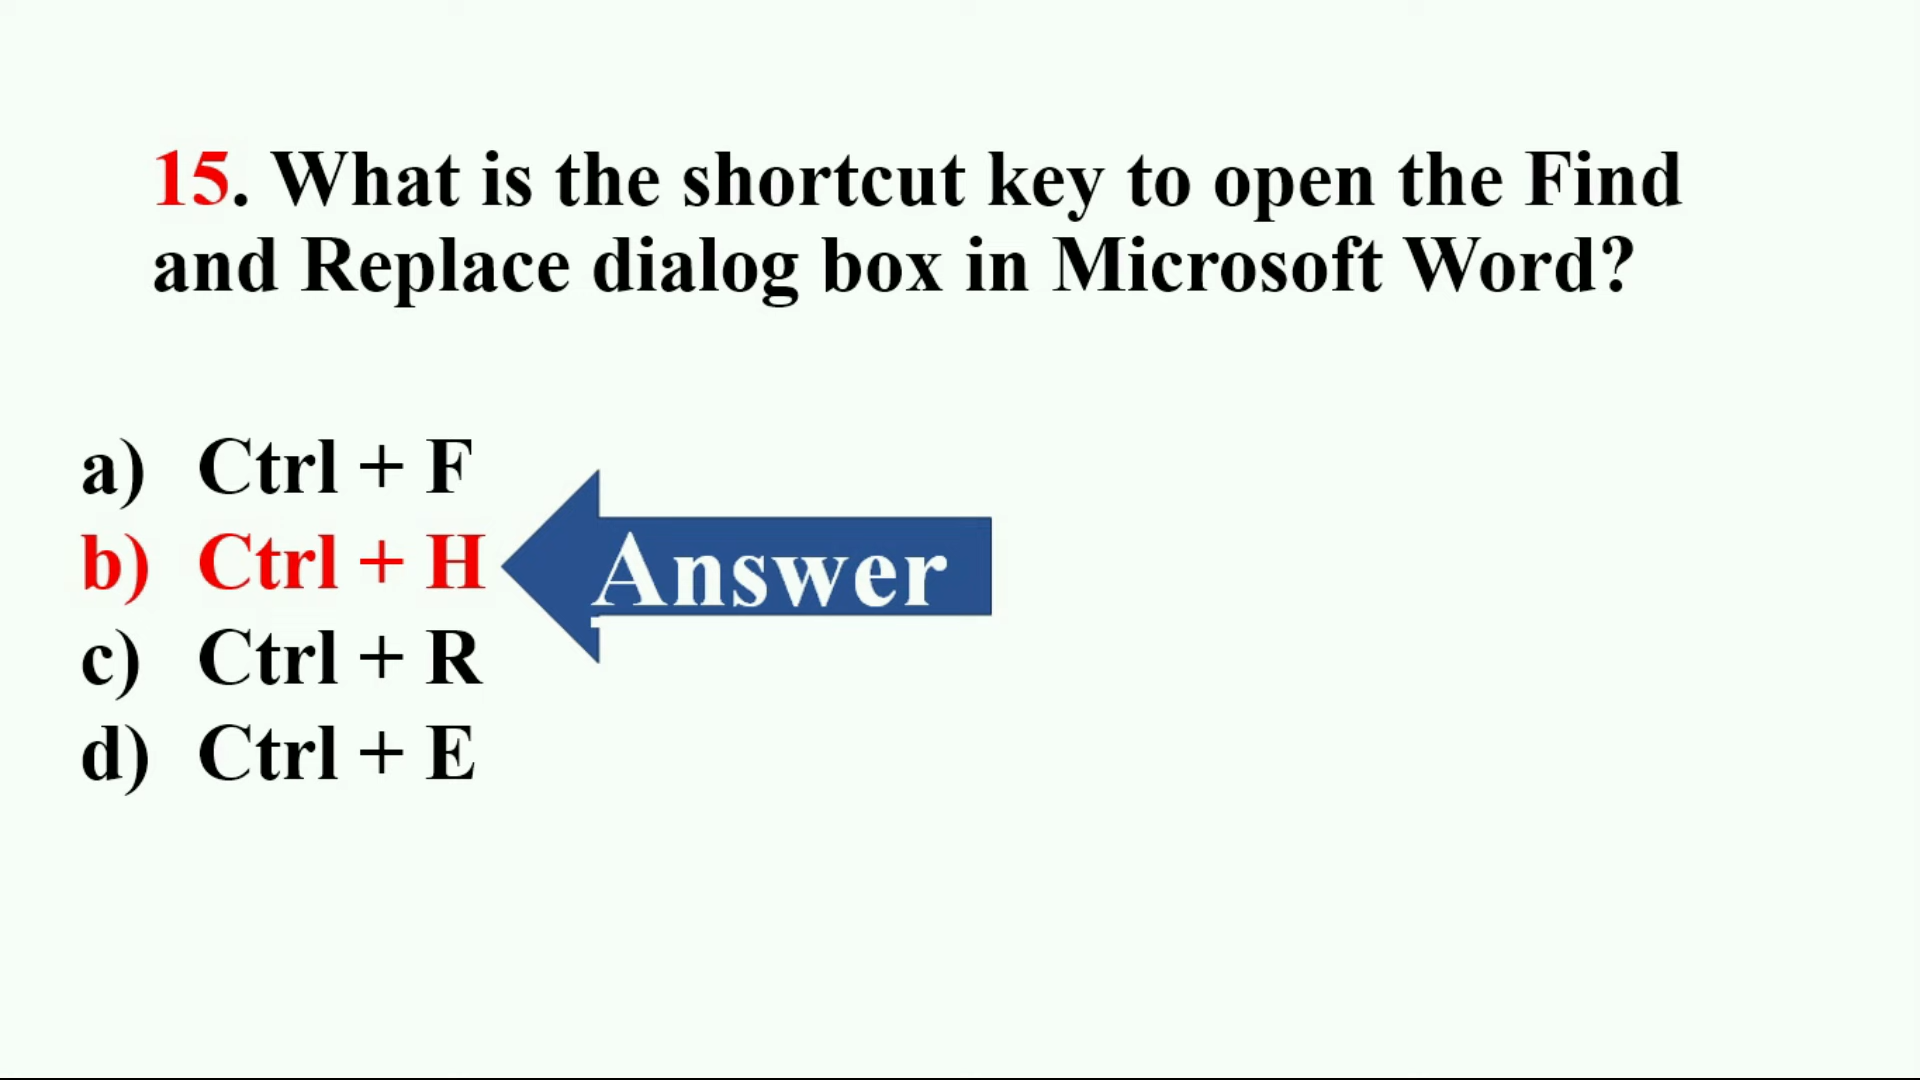 15. What is the shortcut key to open the Find
and Replace dialog box in Microsoft Word?
a) Ctrl + F
b) Ctrl + H
Answer
c) Ctrl + R
d) Ctrl + E